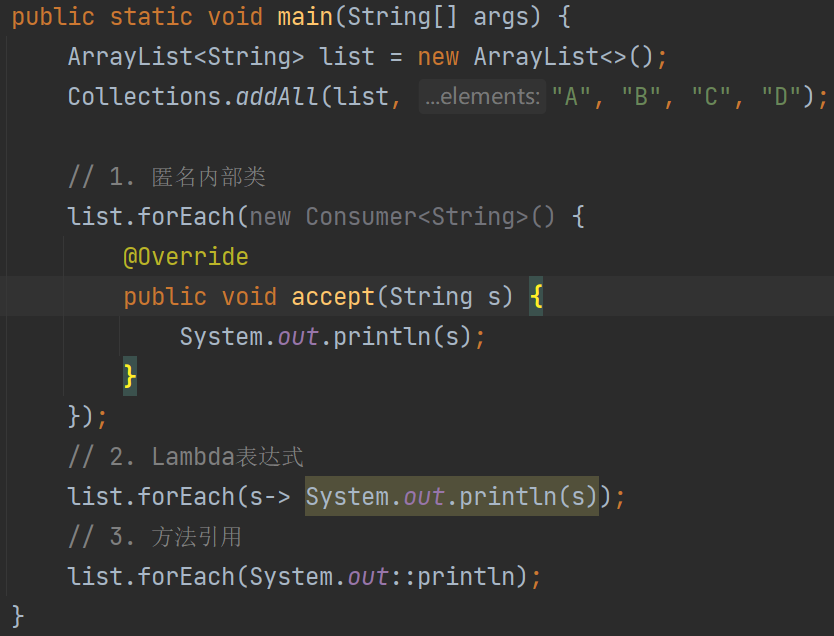 public static void main(String[] args) {
ArrayList<String> list = new ArrayList<>();
Collections.addAll(list, ...elements: "A", "B", "C", "D");
// 1. 匿名内部类
list.forEach(new Consumer<String>() {
@Override
public void accept(String s) {
System.out.println(s);
}
});
// 2. Lambda表达式
list.forEach(s-> System.out.println(s));
// 3. 方法引用
list.forEach(System.out::println);
}